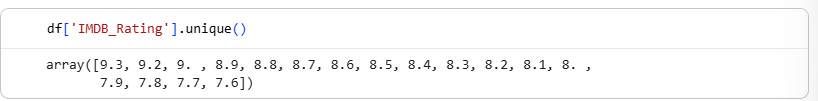 df['IMDB_Rating'].unique()
array([9.3, 9.2, 9. , 8.9, 8.8, 8.7, 8.6, 8.5, 8.4, 8.3, 8.2, 8.1, 8. ,
7.9, 7.8, 7.7, 7.6])